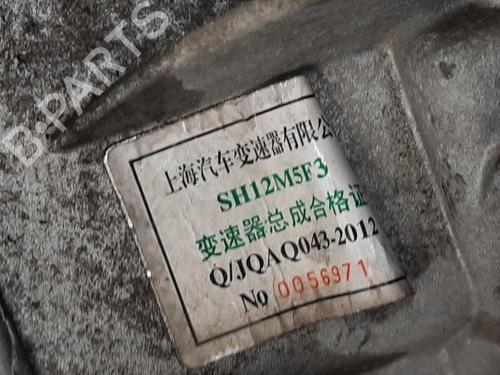 B-PARTS
上海汽车变速器有限公
SH12M5F3
变速器总成合格证
Q/JQAQ043-2012
No 0056971